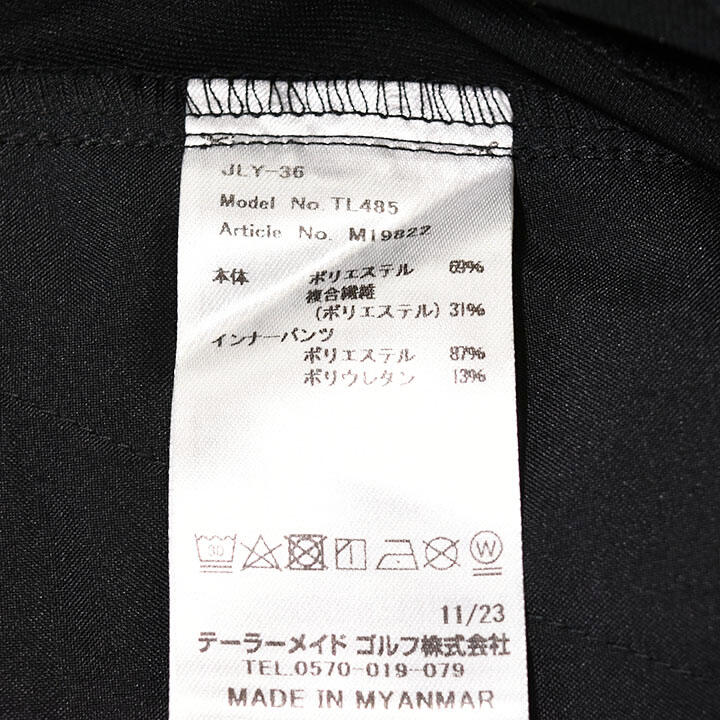 JLY-36
Model No. TL485
Article No. M19822
本体 ポリエステル 69%
複合繊維
(ポリエステル) 31%
インナーパンツ
ポリエステル 87%
ポリウレタン 13%
30 W
11/23
テーラーメイド ゴルフ株式会社
TEL.0570-019-079
MADE IN MYANMAR